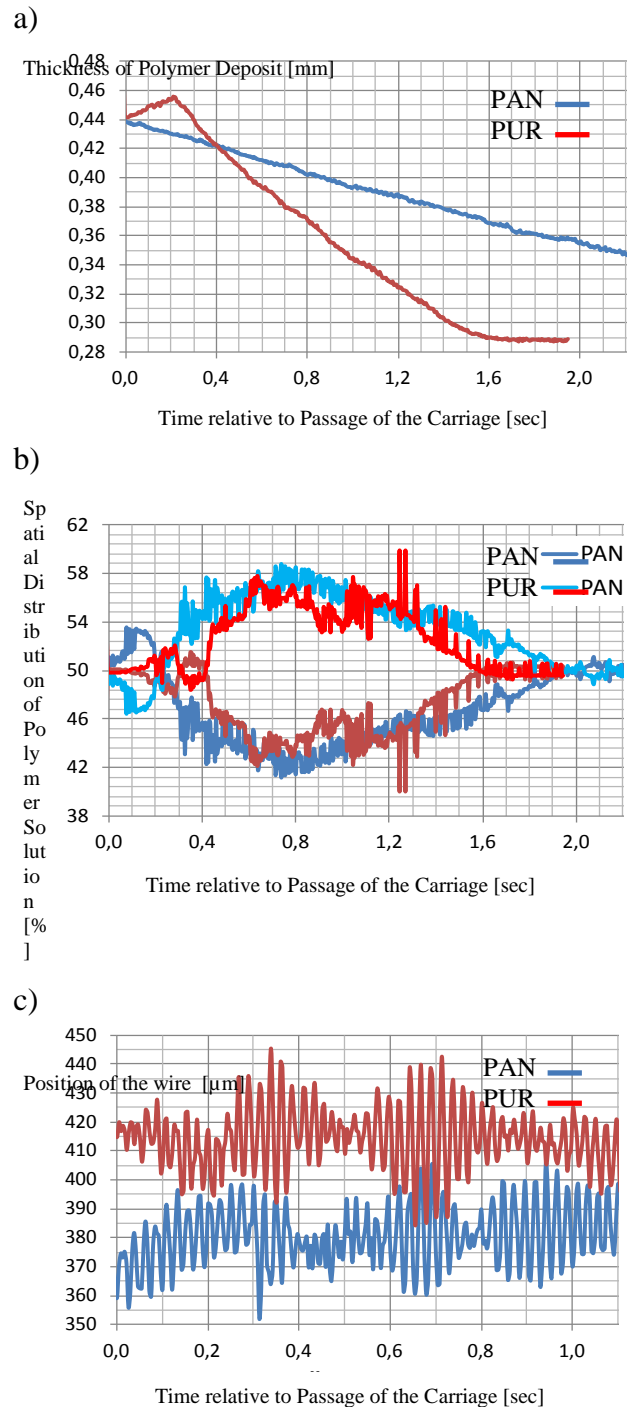 a)
Thickness of Polymer Deposit [mm]
0,48
0,46
0,44
0,42
0,40
0,38
0,36
0,34
0,32
0,30
0,28
PAN
PUR
0,0 0,4 0,8 1,2 1,6 2,0
Time relative to Passage of the Carriage [sec]
b)
Sp
ati
al
Di
str
ib
uti
on
of
Po
ly
m
er
So
lut
io
n
[%
]
62
58
54
50
46
42
38
PAN PAN
PUR PAN
0,0 0,4 0,8 1,2 1,6 2,0
Time relative to Passage of the Carriage [sec]
c)
Position of the wire [µm]
450
440
430
420
410
400
390
380
370
360
350
PAN
PUR
0,0 0,2 0,4 0,6 0,8 1,0
Time relative to Passage of the Carriage [sec]